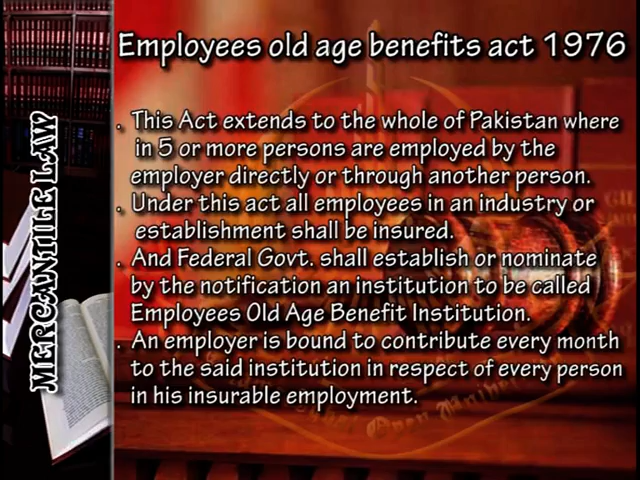 Employees old age benefits act 1976
. This Act extends to the whole of Pakistan where
in 5 or more persons are employed by the
employer directly or through another person.
. Under this act all employees in an industry or
establishment shall be insured.
. And Federal Govt. shall establish or nominate
by the notification an institution to be called
Employees Old Age Benefit Institution.
. An employer is bound to contribute every month
to the said institution in respect of every person
in his insurable employment.
MERCANTILE LAW